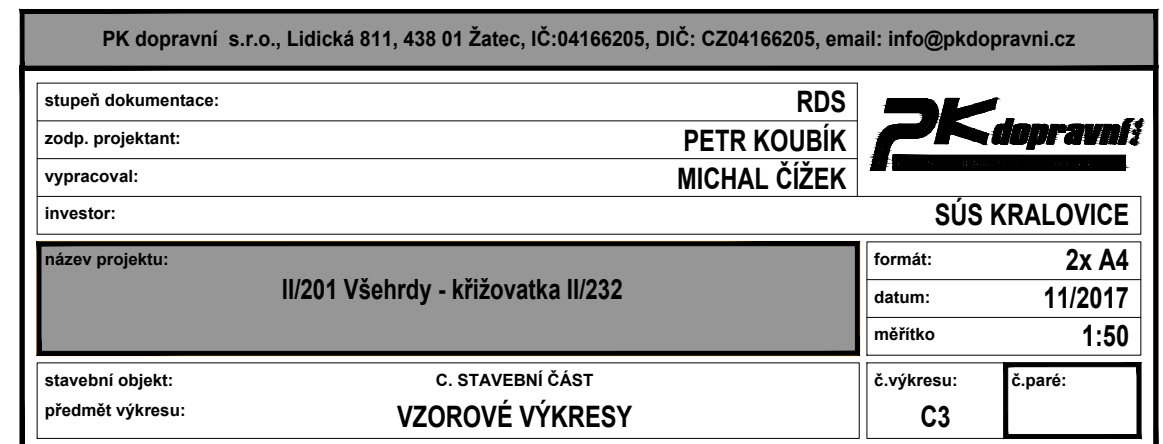 PK dopravní s.r.o., Lidická 811, 438 01 Žatec, IČ:04166205, DIČ: CZ04166205, email: info@pkdopravni.cz
stupeň dokumentace: RDS
zodp. projektant: PETR KOUBÍK
vypracoval: MICHAL ČÍŽEK
PK dopravní
investor: SÚS KRALOVICE
název projektu:
II/201 Všehrdy - křižovatka II/232
formát: 2x A4
datum: 11/2017
měřítko 1:50
stavební objekt: C. STAVEBNÍ ČÁST
předmět výkresu: VZOROVÉ VÝKRESY
č.výkresu:
C3
č.paré: